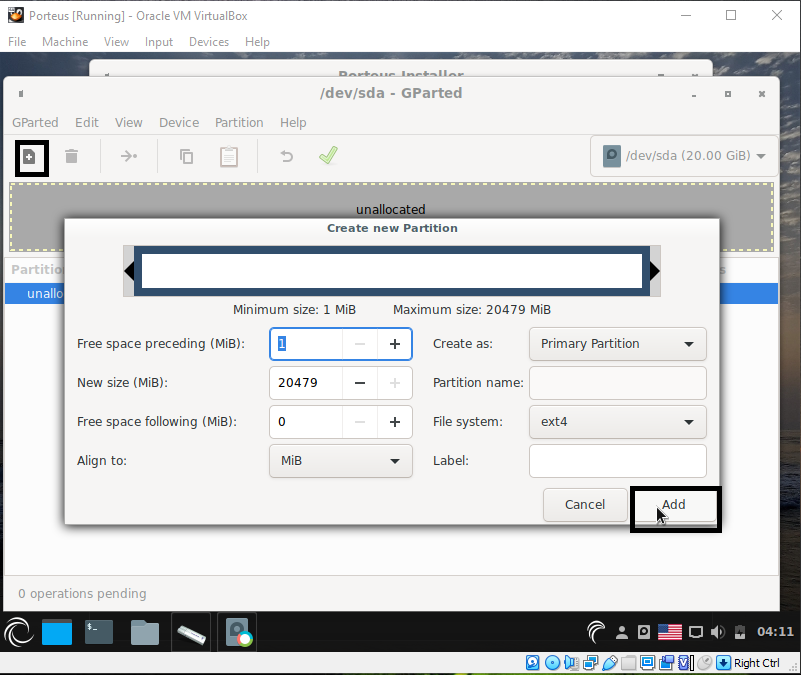 Porteus [Running] - Oracle VM VirtualBox
File Machine View Input Devices Help
Porteus Installer
/dev/sda - GParted
GParted Edit View Device Partition Help
/dev/sda (20.00 GiB)
unallocated
Create new Partition
Partition
unallo
Minimum size: 1 MiB Maximum size: 20479 MiB
Free space preceding (MiB): 1 Create as: Primary Partition
New size (MiB): 20479 Partition name:
Free space following (MiB): 0 File system: ext4
Align to: MiB Label:
Cancel Add
0 operations pending
04:11
Right Ctrl